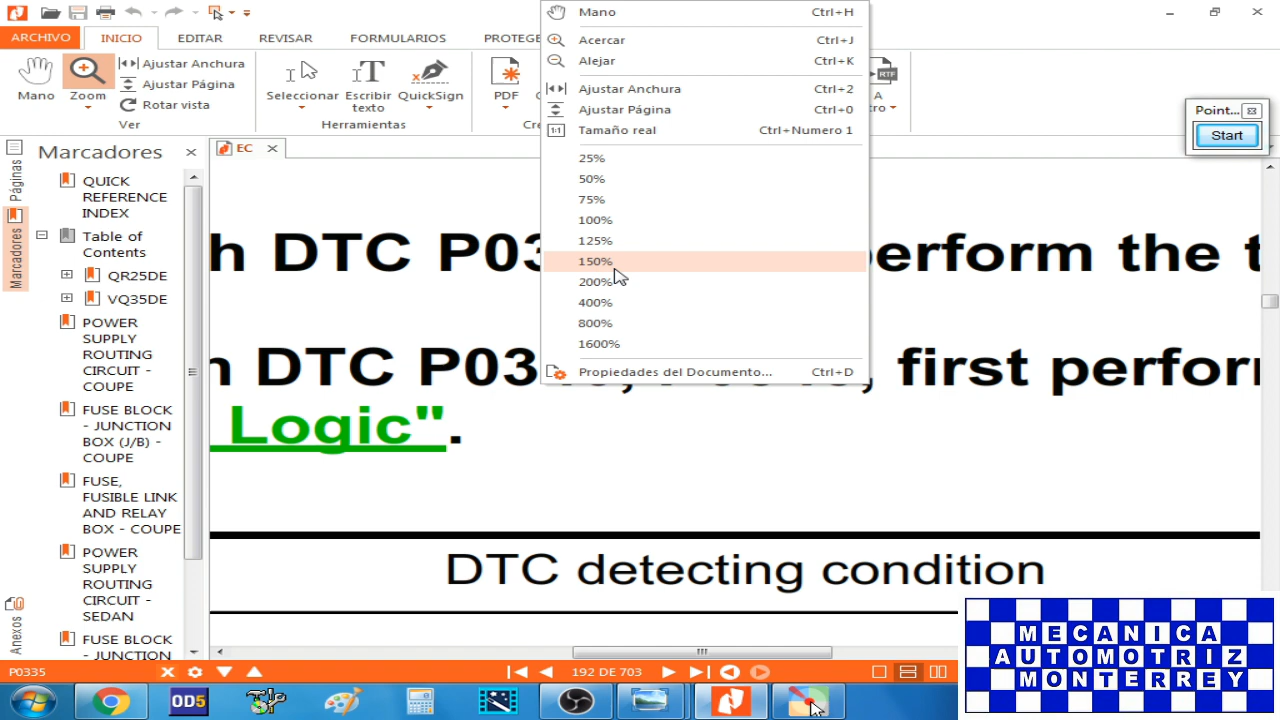 ARCHIVO
INICIO
EDITAR
REVISAR
FORMULARIOS
Mano
Zoom
Ajustar Anchura
Ajustar Página
Rotar vista
Ver
Seleccionar
Escribir
texto
QuickSign
Herramientas
PDF
Mano Ctrl+H
Acercar Ctrl+J
Alejar Ctrl+K
Ajustar Anchura Ctrl+2
Ajustar Página Ctrl+0
Tamaño real Ctrl+Numero 1
25%
50%
75%
100%
125%
150%
200%
400%
800%
1600%
Propiedades del Documento... Ctrl+D
RTF
A
Point...
Start
Páginas
Marcadores
Anexos
Marcadores
QUICK
REFERENCE
INDEX
Table of
Contents
QR25DE
VQ35DE
POWER
SUPPLY
ROUTING
CIRCUIT -
COUPE
FUSE BLOCK
- JUNCTION
BOX (J/B) -
COUPE
FUSE,
FUSIBLE LINK
AND RELAY
BOX - COUPE
POWER
SUPPLY
ROUTING
CIRCUIT -
SEDAN
FUSE BLOCK
- JUNCTION
EC
h DTC perform the t
DTC first perfor
Logic".
DTC detecting condition
P0335
192 DE 703
OD5
1:1
MECANICA
AUTOMOTRIZ
MONTERREY